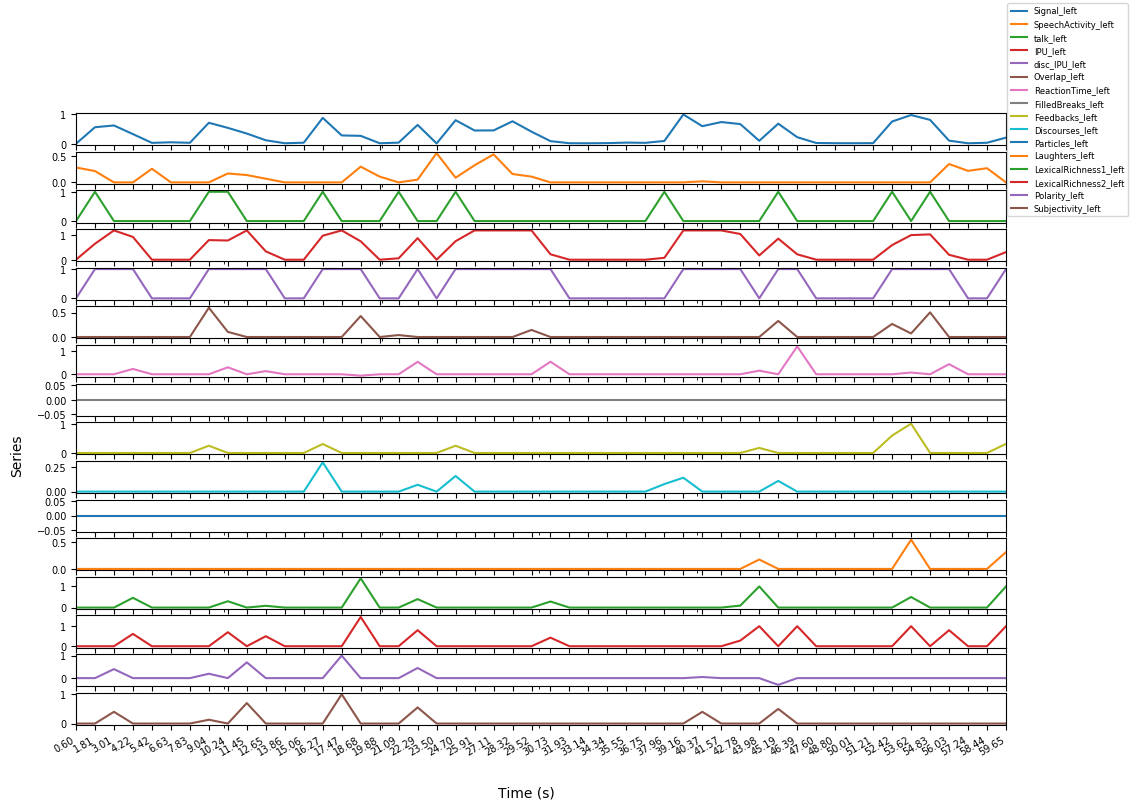 Signal_left
SpeechActivity_left
talk_left
IPU_left
disc_IPU_left
Overlap_left
ReactionTime_left
FilledBreaks_left
Feedbacks_left
Discourses_left
Particles_left
Laughters_left
LexicalRichness1_left
LexicalRichness2_left
Polarity_left
Subjectivity_left
1
0
0.5
0.0
1
0
1
0
1
0
0.5
0.0
1
0
0.05
0.00
−0.05
1
0
0.25
0.00
0.05
0.00
−0.05
0.5
0.0
1
0
1
0
1
0
1
0
Series
0.60 1.81 3.01 4.22 5.42 6.63 7.83 9.04 10.24 11.45 12.65 13.86 15.06 16.27 17.47 18.68 19.88 21.09 22.29 23.50 24.70 25.91 27.11 28.32 29.52 30.73 31.93 33.14 34.34 35.55 36.75 37.96 39.16 40.37 41.57 42.78 43.98 45.19 46.39 47.60 48.80 50.01 51.21 52.42 53.62 54.83 56.03 57.24 58.44 59.65
Time (s)